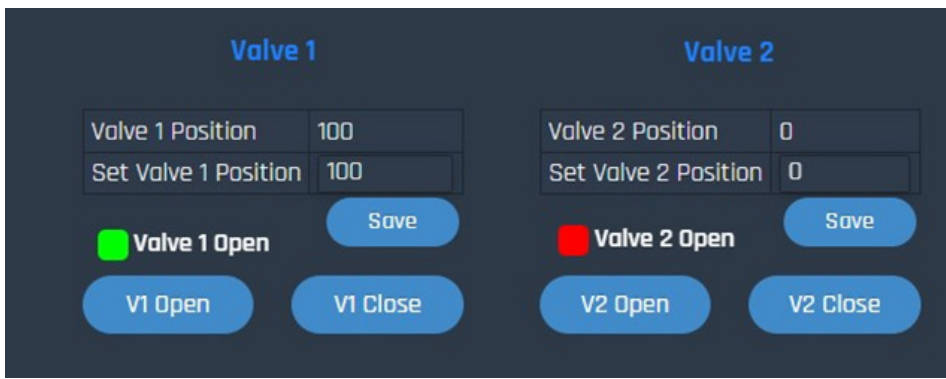 Valve 1
Valve 1 Position 100
Set Valve 1 Position 100
Save
Valve 1 Open
V1 Open V1 Close
Valve 2
Valve 2 Position 0
Set Valve 2 Position 0
Save
Valve 2 Open
V2 Open V2 Close